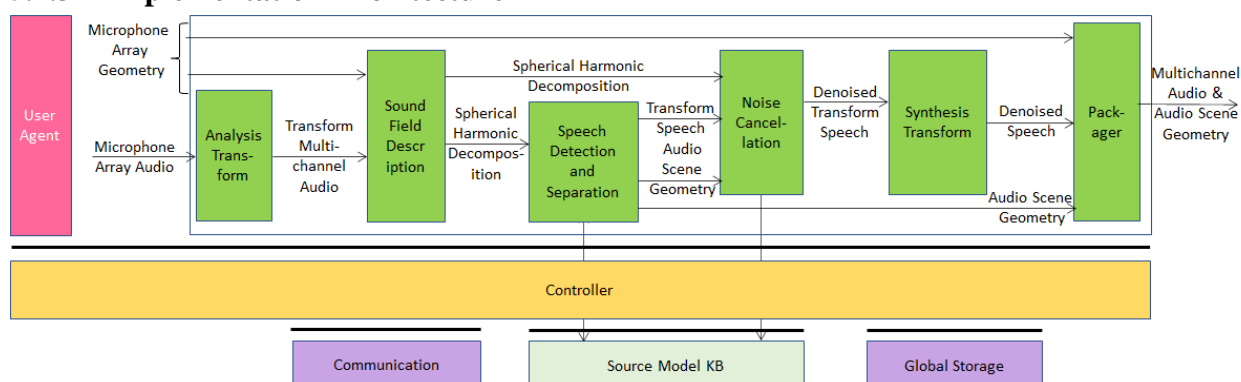 Microphone
Array
Geometry
User
Agent
Microphone
Array Audio
Analysis
Trans-
form
Transform
Multi-
channel
Audio
Sound
Field
Descr
iption
Spherical Harmonic
Decomposition
Spherical
Harmonic
Decompos-
ition
Speech
Detection
and
Separation
Transform
Speech
Audio
Scene
Geometry
Noise
Cancel-
lation
Denoised
Transform
Speech
Synthesis
Transform
Denoised
Speech
Audio Scene
Geometry
Pack-
ager
Multichannel
Audio &
Audio Scene
Geometry
Controller
Communication
Source Model KB
Global Storage